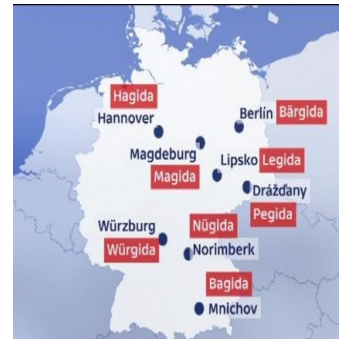 Hagida
Hannover
Berlín Bärgida
Magdeburg
Magida
Lipsko Legida
Drážďany
Pegida
Würzburg
Würgida
Nügida
Norimberk
Bagida
Mnichov